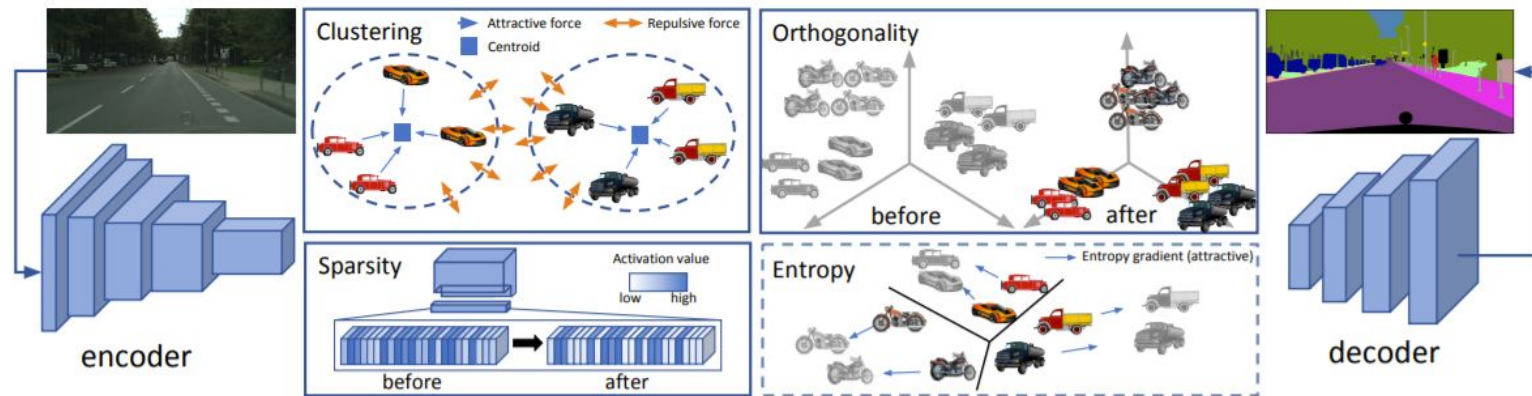 Clustering
Attractive force
Repulsive force
Centroid
Orthogonality
before
after
Sparsity
Activation value
low
high
before
after
Entropy
Entropy gradient (attractive)
encoder
decoder